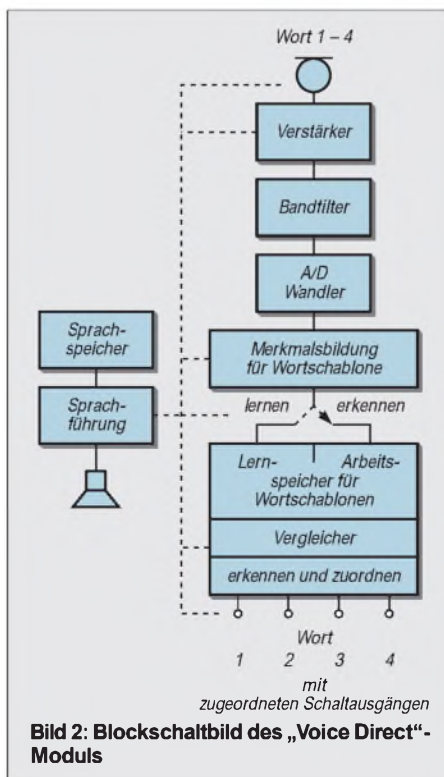 Wort 1 – 4
Verstärker
Bandfilter
A/D
Wandler
Sprach-
speicher
Sprach-
führung
Merkmalsbildung
für Wortschablone
lernen erkennen
Lern- Arbeits-
speicher für
Wortschablonen
Vergleicher
erkennen und zuordnen
Wort
1 2 3 4
mit
zugeordneten Schaltausgängen
Bild 2: Blockschaltbild des „Voice Direct“-
Moduls